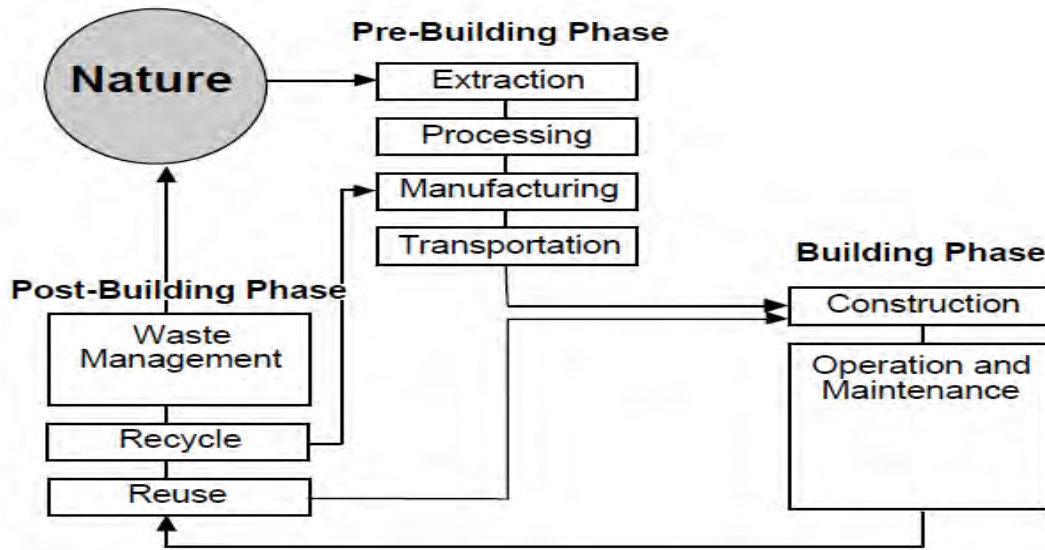 Nature
Pre-Building Phase
Extraction
Processing
Manufacturing
Transportation
Building Phase
Construction
Operation and
Maintenance
Post-Building Phase
Waste
Management
Recycle
Reuse